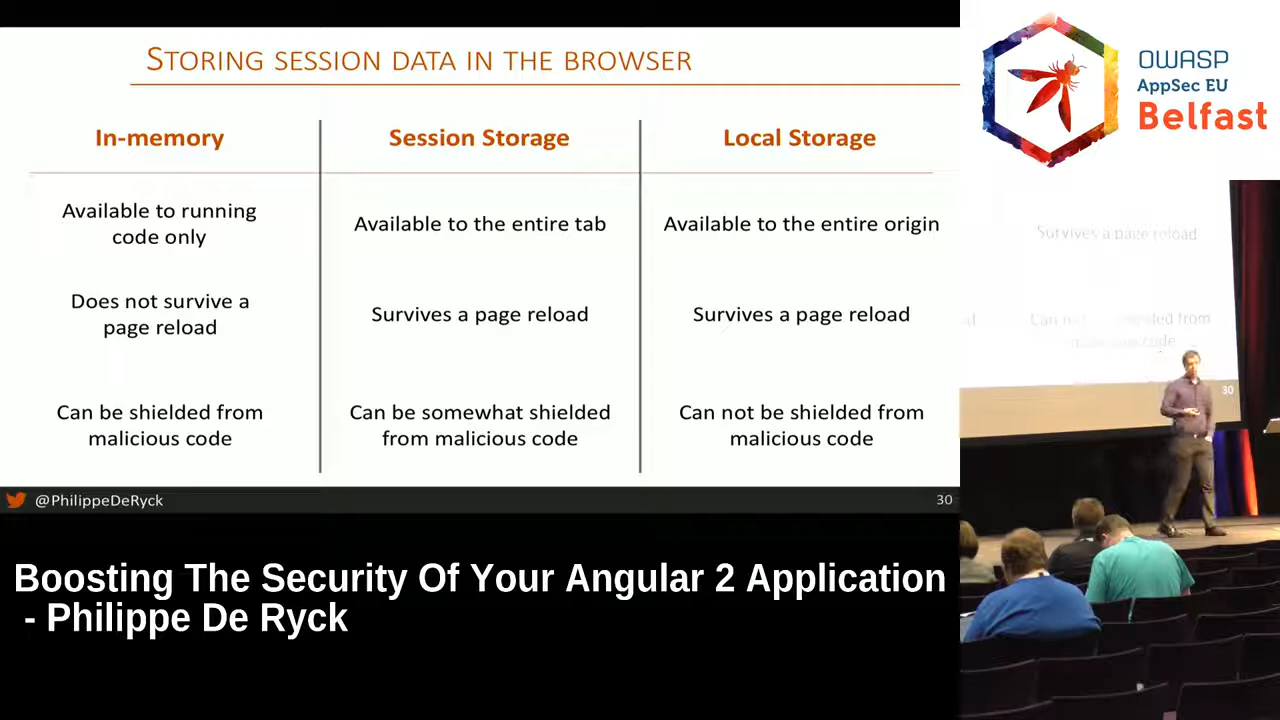 STORING SESSION DATA IN THE BROWSER
In-memory
Session Storage
Local Storage
Available to running
code only
Available to the entire tab
Available to the entire origin
Does not survive a
page reload
Survives a page reload
Survives a page reload
Can be shielded from
malicious code
Can be somewhat shielded
from malicious code
Can not be shielded from
malicious code
@PhilippeDeRyck
30
OWASP
AppSec EU
Belfast
Survives a page reload
30
Boosting The Security Of Your Angular 2 Application
- Philippe De Ryck